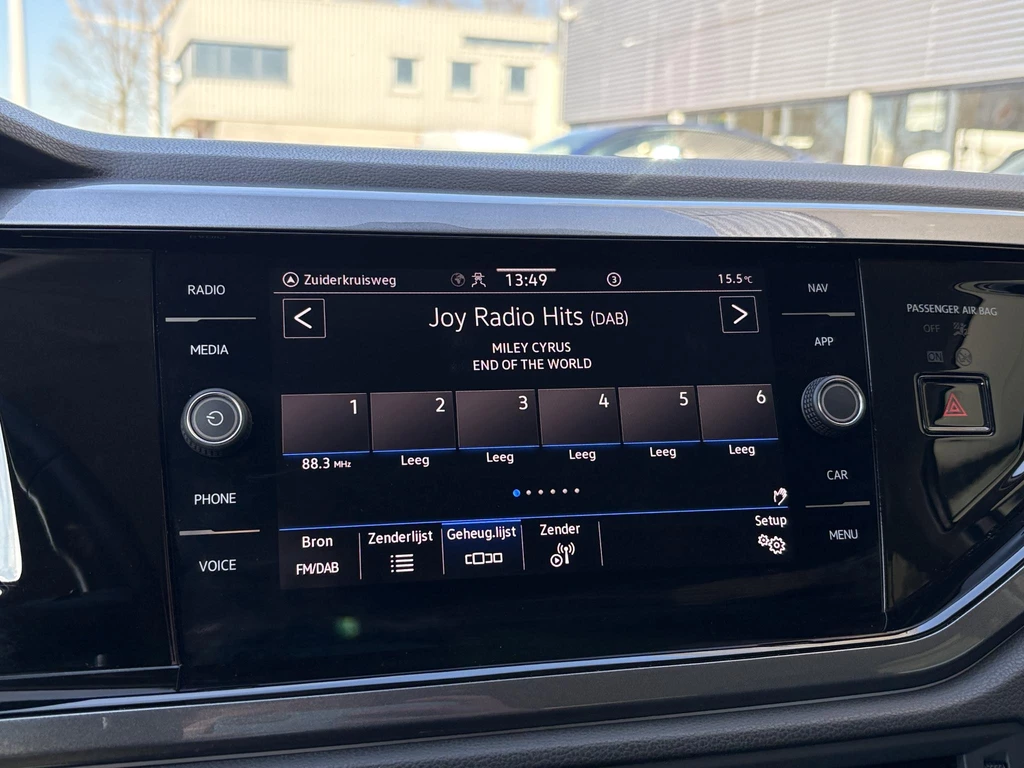 RADIO
MEDIA
PHONE
VOICE
Zuiderkruisweg
13:49
3
15.5°C
<
Joy Radio Hits (DAB)
>
MILEY CYRUS
END OF THE WORLD
1 2 3 4 5 6
88.3 MHz Leeg Leeg Leeg Leeg Leeg
Bron
FM/DAB
Zenderlijst
Geheug.lijst
Zender
Setup
NAV
APP
CAR
MENU
PASSENGER AIR BAG
OFF
ON